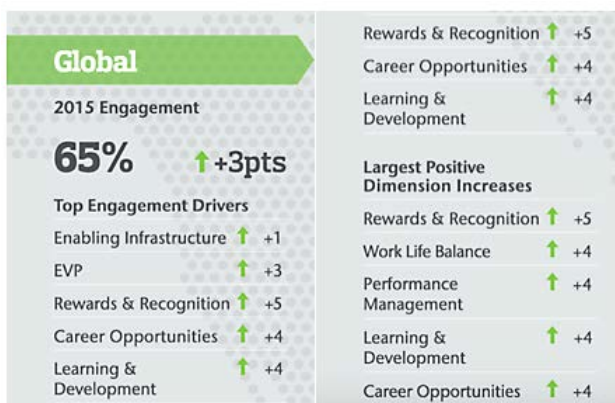 Global
2015 Engagement
65% ↑ +3pts
Top Engagement Drivers
Enabling Infrastructure ↑ +1
EVP ↑ +3
Rewards & Recognition ↑ +5
Career Opportunities ↑ +4
Learning & ↑ +4
Development
Rewards & Recognition ↑ +5
Career Opportunities ↑ +4
Learning & ↑ +4
Development
Largest Positive
Dimension Increases
Rewards & Recognition ↑ +5
Work Life Balance ↑ +4
Performance ↑ +4
Management
Learning & ↑ +4
Development
Career Opportunities ↑ +4